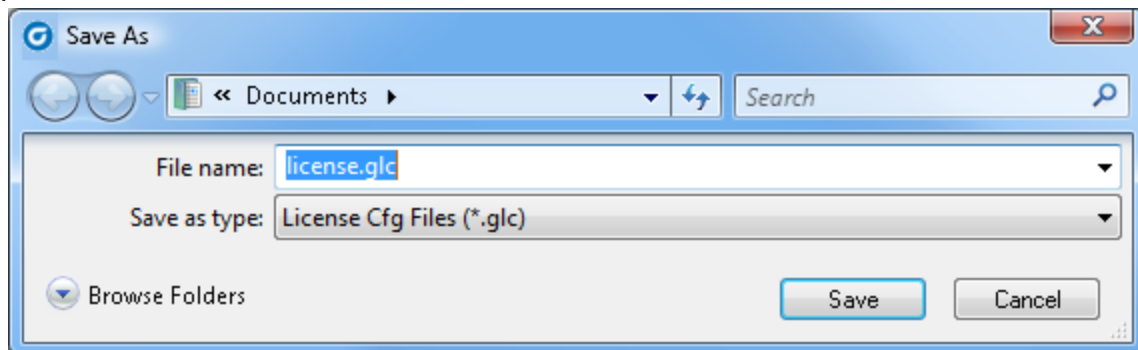 Save As
« Documents ▸
Search
File name: license.glc
Save as type: License Cfg Files (*.glc)
Browse Folders
Save Cancel